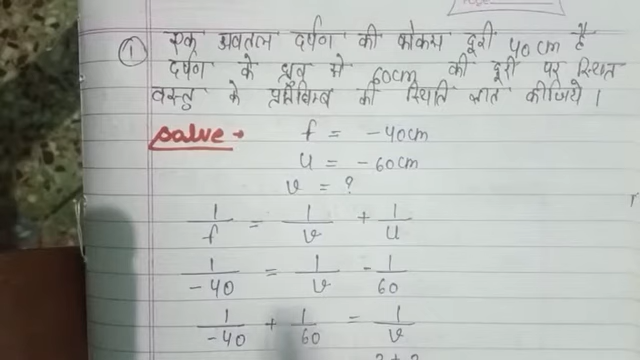 ① एक अवतल दर्पण की फोकस दूरी 40 cm है
दर्पण के ध्रुव से 60cm की दूरी पर स्थित
वस्तु के प्रतिबिम्ब की स्थिति ज्ञात कीजिये ।
Solve → f = -40cm
u = -60cm
v = ?
1/f = 1/v + 1/u
1/-40 = 1/v - 1/60
1/-40 + 1/60 = 1/v